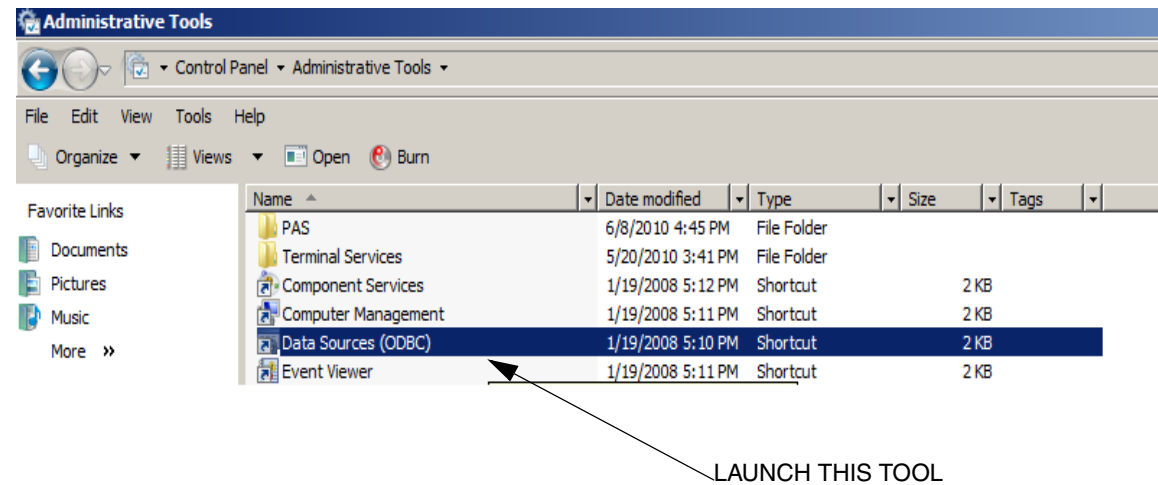 Administrative Tools
Control Panel Administrative Tools
File Edit View Tools Help
Organize Views Open Burn
Favorite Links
Documents
Pictures
Music
More »
Name Date modified Type Size Tags
PAS 6/8/2010 4:45 PM File Folder
Terminal Services 5/20/2010 3:41 PM File Folder
Component Services 1/19/2008 5:12 PM Shortcut 2 KB
Computer Management 1/19/2008 5:11 PM Shortcut 2 KB
Data Sources (ODBC) 1/19/2008 5:10 PM Shortcut 2 KB
Event Viewer 1/19/2008 5:11 PM Shortcut 2 KB
LAUNCH THIS TOOL